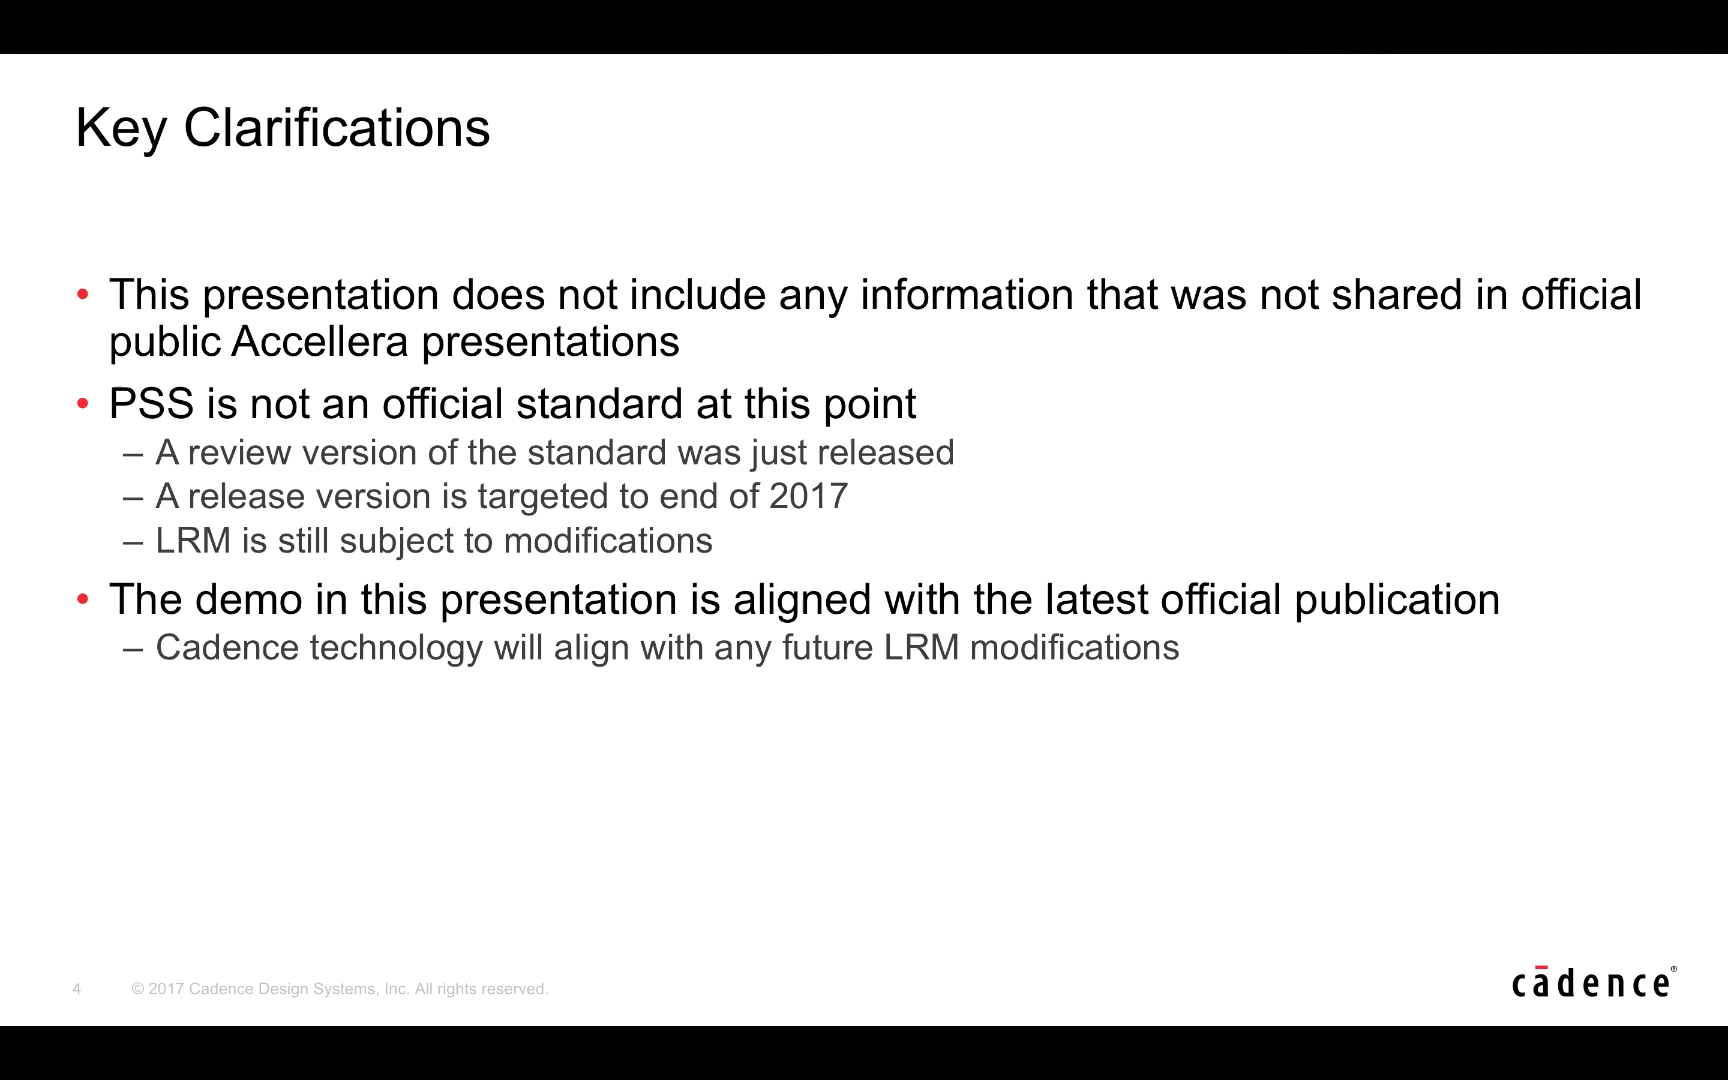 Key Clarifications
• This presentation does not include any information that was not shared in official
public Accellera presentations
• PSS is not an official standard at this point
– A review version of the standard was just released
– A release version is targeted to end of 2017
– LRM is still subject to modifications
• The demo in this presentation is aligned with the latest official publication
– Cadence technology will align with any future LRM modifications
4 © 2017 Cadence Design Systems, Inc. All rights reserved.
cādence®